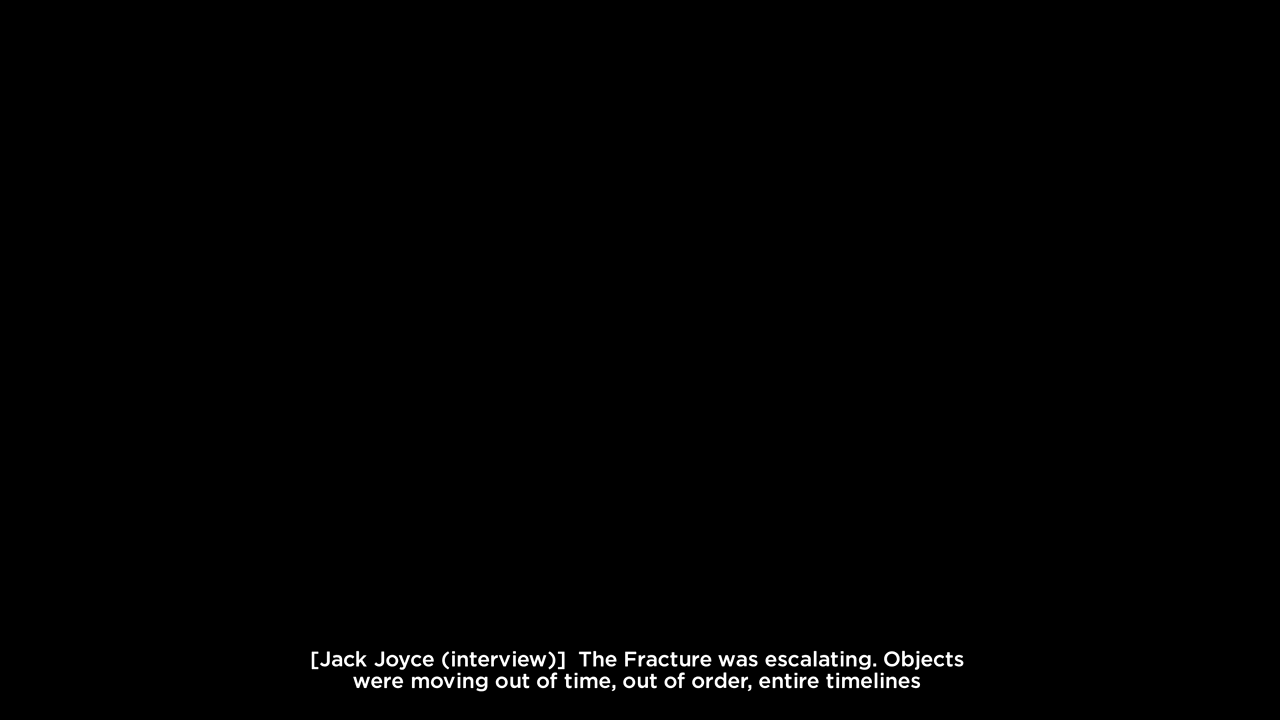 [Jack Joyce (interview)]  The Fracture was escalating. Objects
were moving out of time, out of order, entire timelines